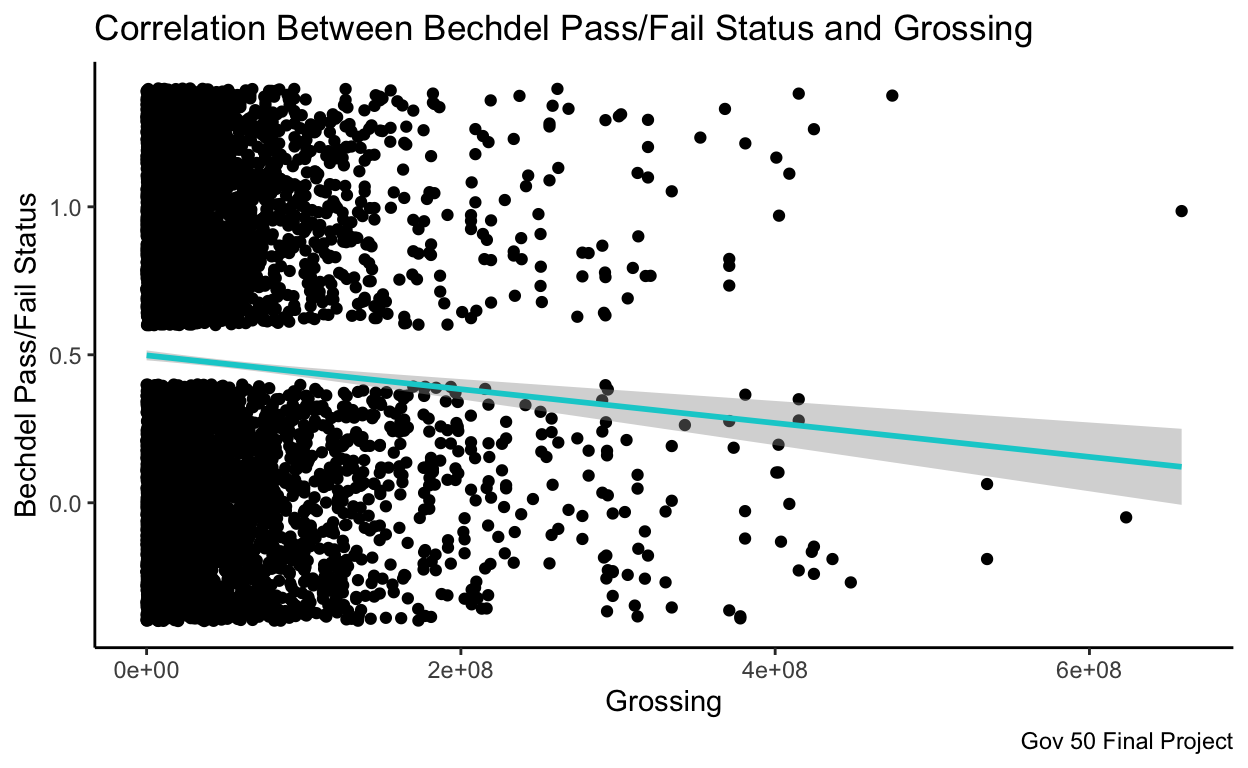 Correlation Between Bechdel Pass/Fail Status and Grossing
Bechdel Pass/Fail Status
1.0
0.5
0.0
0e+00 2e+08 4e+08 6e+08
Grossing
Gov 50 Final Project